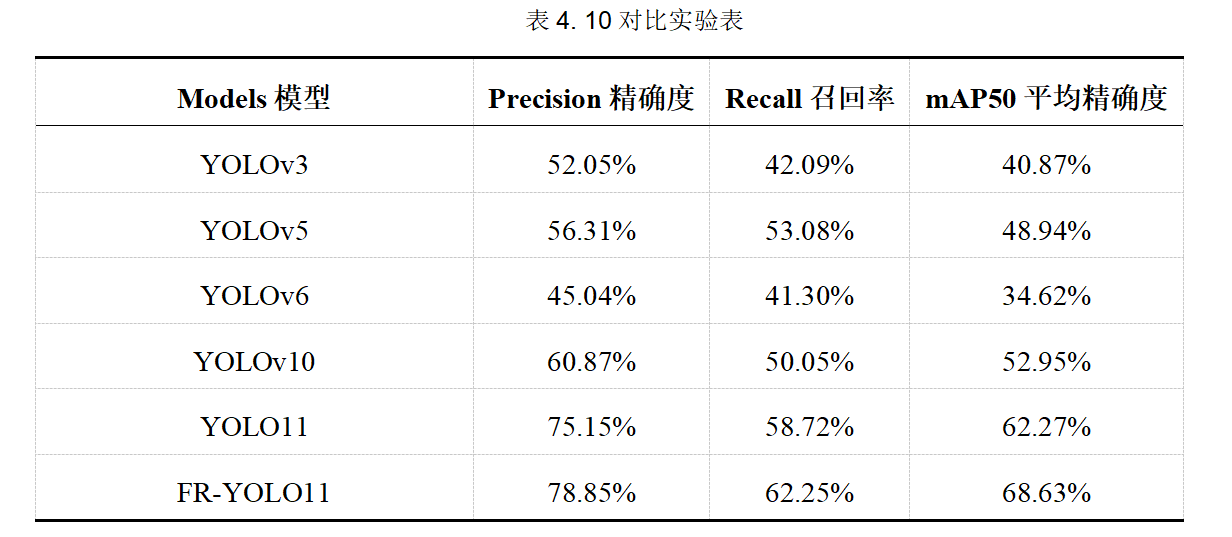 表 4. 10 对比实验表
Models 模型 Precision 精确度 Recall 召回率 mAP50 平均精确度
YOLOv3 52.05% 42.09% 40.87%
YOLOv5 56.31% 53.08% 48.94%
YOLOv6 45.04% 41.30% 34.62%
YOLOv10 60.87% 50.05% 52.95%
YOLO11 75.15% 58.72% 62.27%
FR-YOLO11 78.85% 62.25% 68.63%